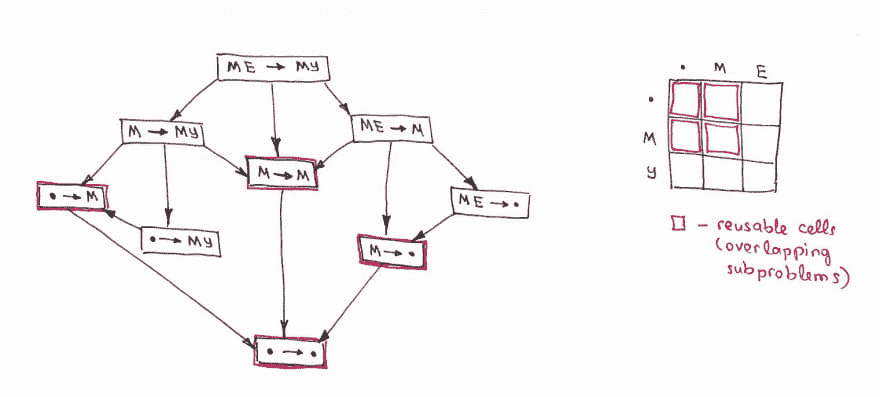 ME → MY
M → MY
ME → M
M → M
• → M
ME → •
• → MY
M → •
• → •
• M E
•
M
Y
- reusable cells
(overlapping
subproblems)